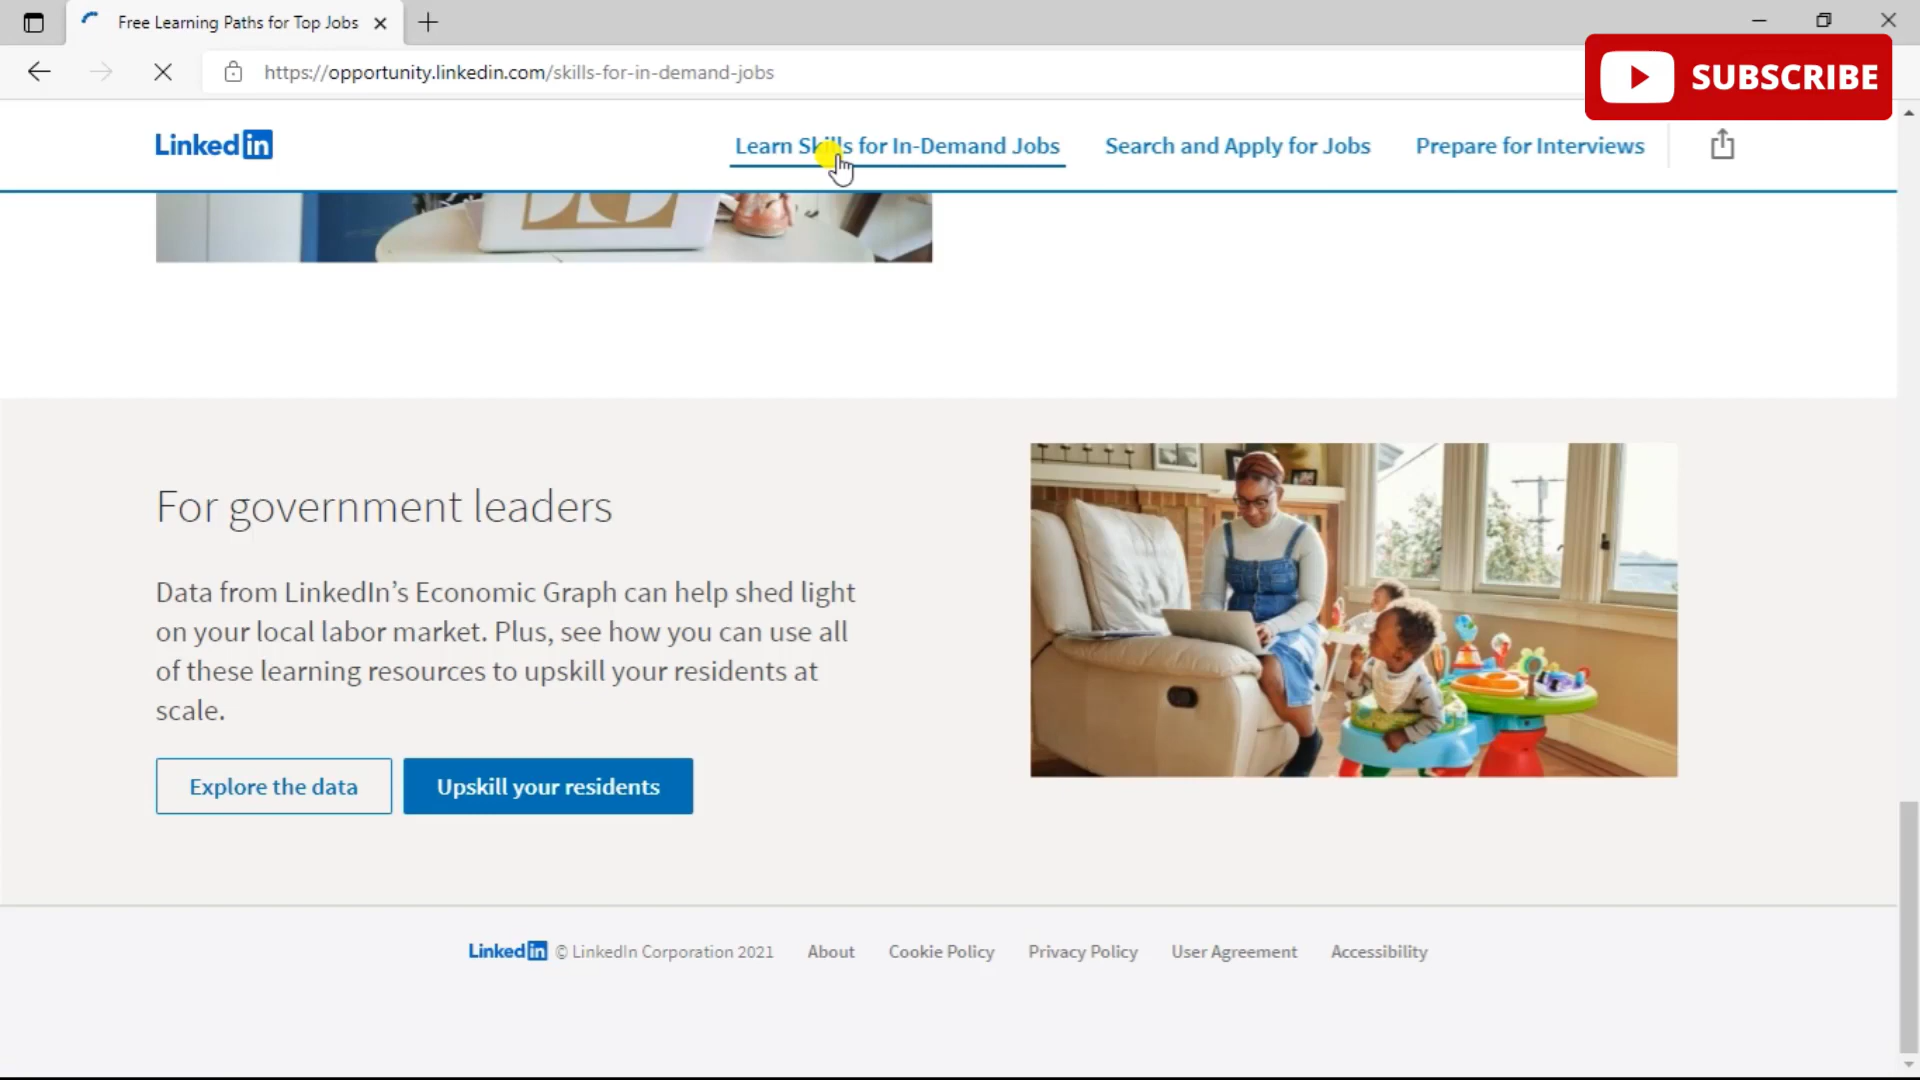 Free Learning Paths for Top Jobs
https://opportunity.linkedin.com/skills-for-in-demand-jobs
SUBSCRIBE
Linked in
Learn Skills for In-Demand Jobs
Search and Apply for Jobs
Prepare for Interviews
For government leaders
Data from LinkedIn’s Economic Graph can help shed light
on your local labor market. Plus, see how you can use all
of these learning resources to upskill your residents at
scale.
Explore the data
Upskill your residents
Linked in © LinkedIn Corporation 2021 About Cookie Policy Privacy Policy User Agreement Accessibility